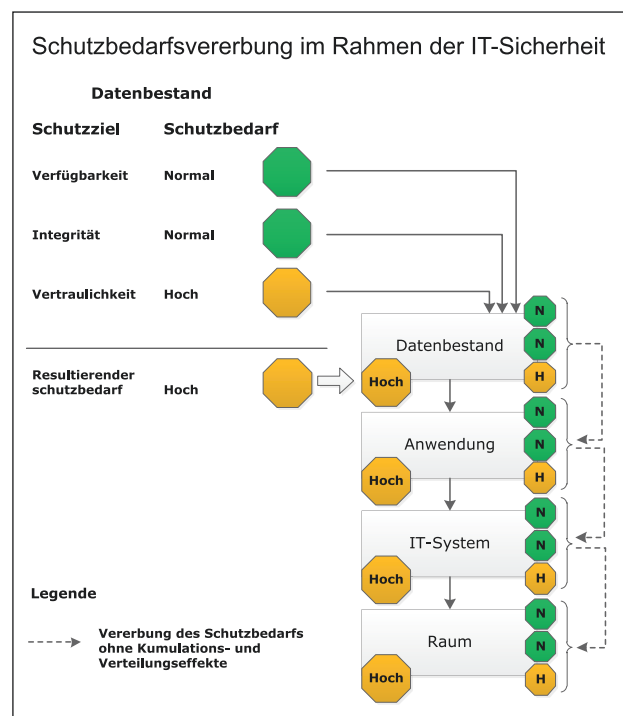 Schutzbedarfsvererbung im Rahmen der IT-Sicherheit
Datenbestand
Schutzziel Schutzbedarf
Verfügbarkeit Normal
Integrität Normal
Vertraulichkeit Hoch
Resultierender
schutzbedarf Hoch
Datenbestand
Hoch
N
N
H
Anwendung
Hoch
N
N
H
IT-System
Hoch
N
N
H
Raum
Hoch
N
N
H
Legende
Vererbung des Schutzbedarfs
ohne Kumulations- und
Verteilungseffekte